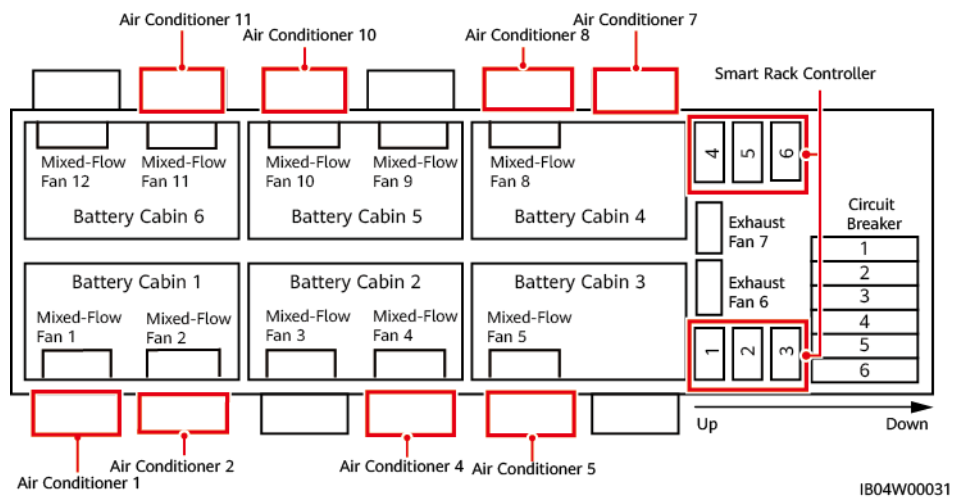 Air Conditioner 11
Air Conditioner 10
Air Conditioner 8
Air Conditioner 7
Smart Rack Controller
Mixed-Flow
Fan 12
Mixed-Flow
Fan 11
Battery Cabin 6
Mixed-Flow
Fan 10
Mixed-Flow
Fan 9
Battery Cabin 5
Mixed-Flow
Fan 8
Battery Cabin 4
4
5
6
Exhaust
Fan 7
Exhaust
Fan 6
Circuit
Breaker
1
2
3
4
5
6
Battery Cabin 1
Mixed-Flow
Fan 1
Mixed-Flow
Fan 2
Battery Cabin 2
Mixed-Flow
Fan 3
Mixed-Flow
Fan 4
Battery Cabin 3
Mixed-Flow
Fan 5
1
2
3
Up
Down
Air Conditioner 1
Air Conditioner 2
Air Conditioner 4
Air Conditioner 5
IB04W00031